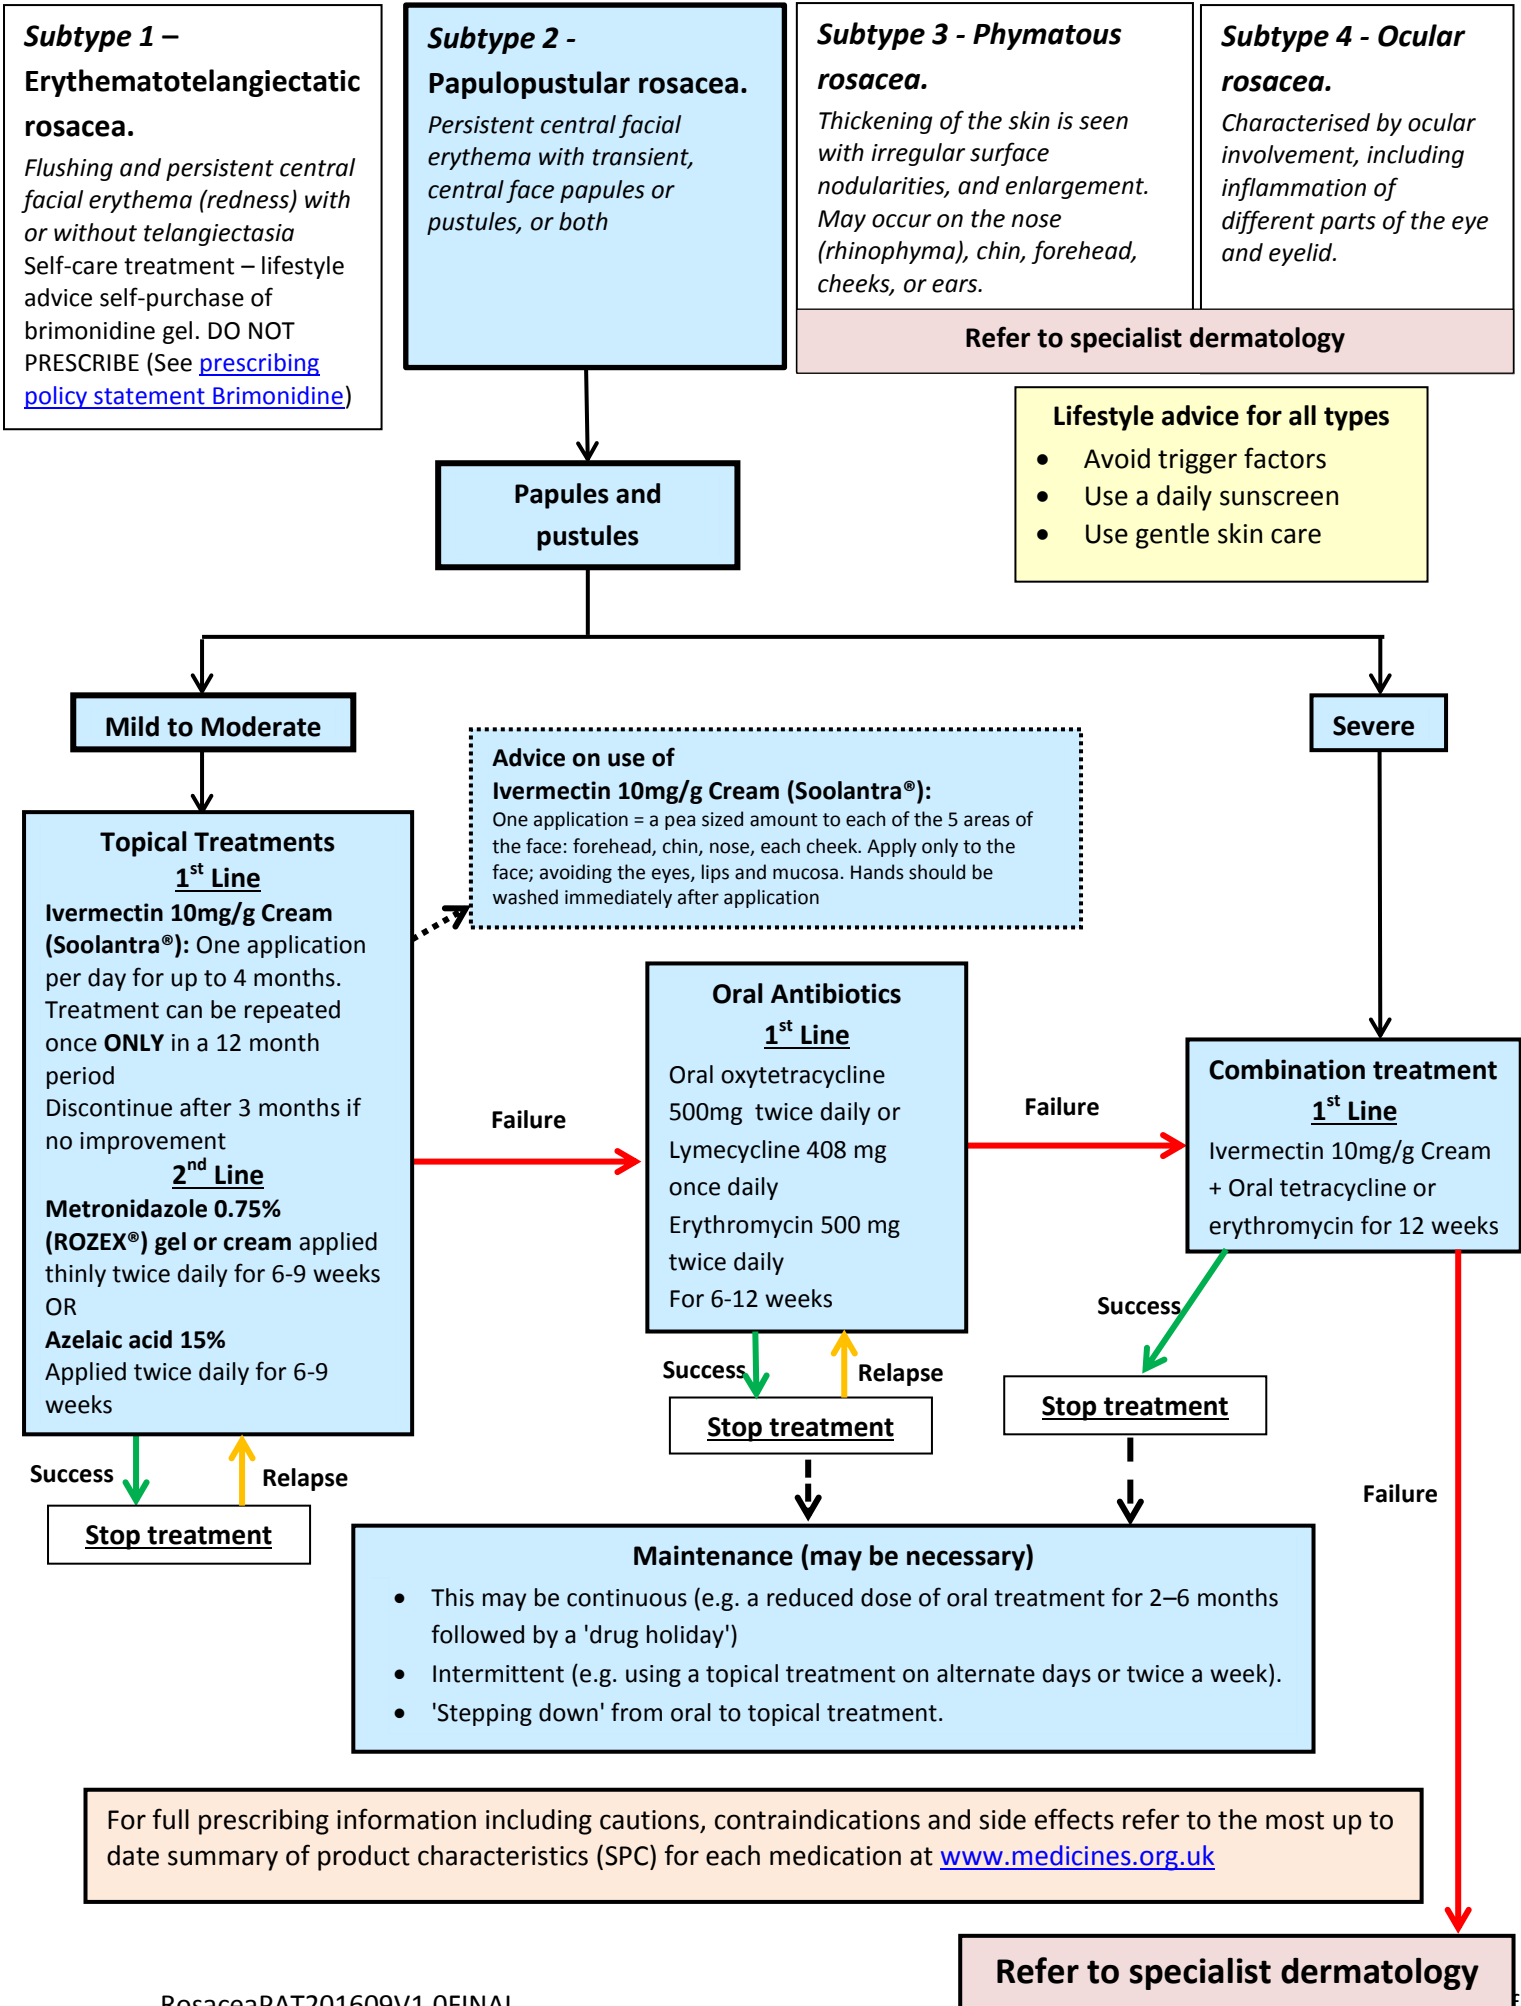 Subtype 1 –
Erythematotelangiectatic
rosacea.
Flushing and persistent central
facial erythema (redness) with
or without telangiectasia
Self-care treatment – lifestyle
advice self-purchase of
brimonidine gel. DO NOT
PRESCRIBE (See prescribing
policy statement Brimonidine)
Subtype 2 -
Papulopustular rosacea.
Persistent central facial
erythema with transient,
central face papules or
pustules, or both
Subtype 3 - Phymatous
rosacea.
Thickening of the skin is seen
with irregular surface
nodularities, and enlargement.
May occur on the nose
(rhinophyma), chin, forehead,
cheeks, or ears.
Subtype 4 - Ocular
rosacea.
Characterised by ocular
involvement, including
inflammation of
different parts of the eye
and eyelid.
Refer to specialist dermatology
Lifestyle advice for all types
• Avoid trigger factors
• Use a daily sunscreen
• Use gentle skin care
Papules and
pustules
Mild to Moderate
Severe
Advice on use of
Ivermectin 10mg/g Cream (Soolantra®):
One application = a pea sized amount to each of the 5 areas of
the face: forehead, chin, nose, each cheek. Apply only to the
face; avoiding the eyes, lips and mucosa. Hands should be
washed immediately after application
Topical Treatments
1st Line
Ivermectin 10mg/g Cream
(Soolantra®): One application
per day for up to 4 months.
Treatment can be repeated
once ONLY in a 12 month
period
Discontinue after 3 months if
no improvement
2nd Line
Metronidazole 0.75%
(ROZEX®) gel or cream applied
thinly twice daily for 6-9 weeks
OR
Azelaic acid 15%
Applied twice daily for 6-9
weeks
Failure
Oral Antibiotics
1st Line
Oral oxytetracycline
500mg twice daily or
Lymecycline 408 mg
once daily
Erythromycin 500 mg
twice daily
For 6-12 weeks
Failure
Combination treatment
1st Line
Ivermectin 10mg/g Cream
+ Oral tetracycline or
erythromycin for 12 weeks
Success
Relapse
Stop treatment
Success
Relapse
Stop treatment
Success
Stop treatment
Failure
Maintenance (may be necessary)
• This may be continuous (e.g. a reduced dose of oral treatment for 2–6 months
followed by a 'drug holiday')
• Intermittent (e.g. using a topical treatment on alternate days or twice a week).
• 'Stepping down' from oral to topical treatment.
For full prescribing information including cautions, contraindications and side effects refer to the most up to
date summary of product characteristics (SPC) for each medication at www.medicines.org.uk
Refer to specialist dermatology
RosaceaPAT201609V1.0FINAL